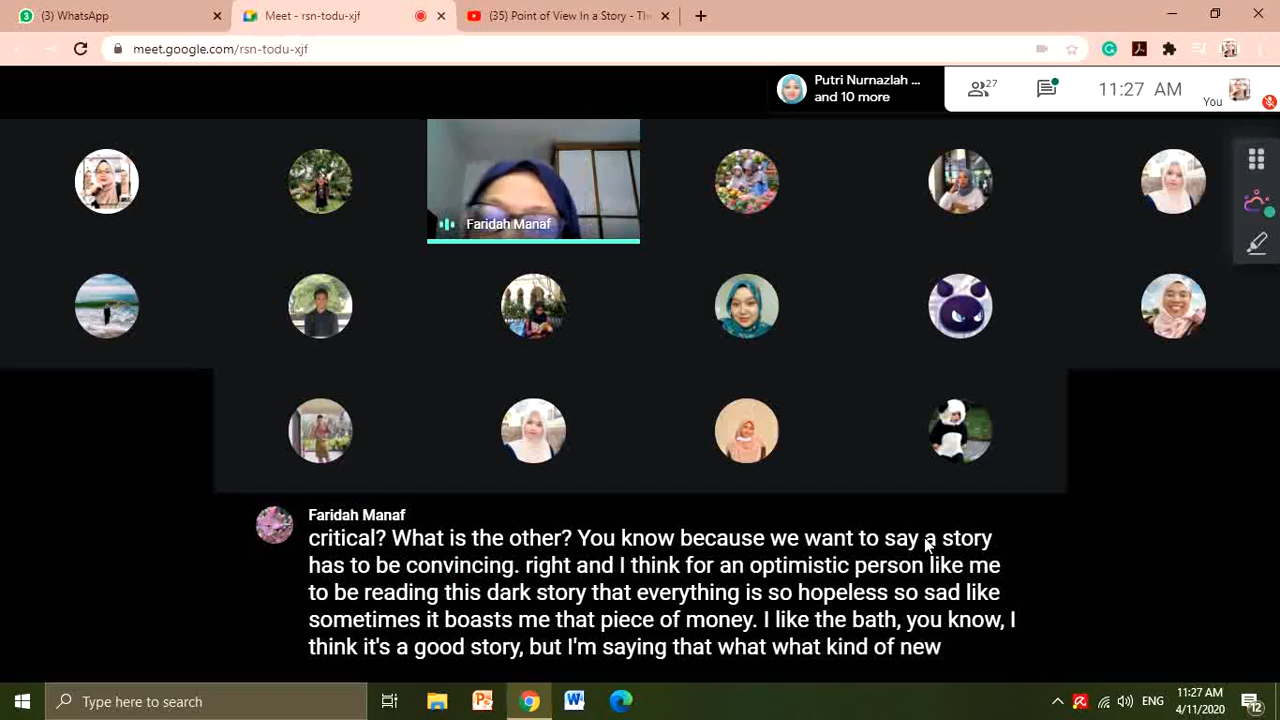 (3) WhatsApp
Meet - rsn-todu-xjf
(35) Point of View In a Story - Th
meet.google.com/rsn-todu-xjf
Putri Nurnazlah ...
and 10 more
27
11:27 AM
You
Faridah Manaf
Faridah Manaf
critical? What is the other? You know because we want to say a story
has to be convincing. right and I think for an optimistic person like me
to be reading this dark story that everything is so hopeless so sad like
sometimes it boasts me that piece of money. I like the bath, you know, I
think it's a good story, but I'm saying that what what kind of new
Type here to search
ENG
11:27 AM
4/11/2020
12